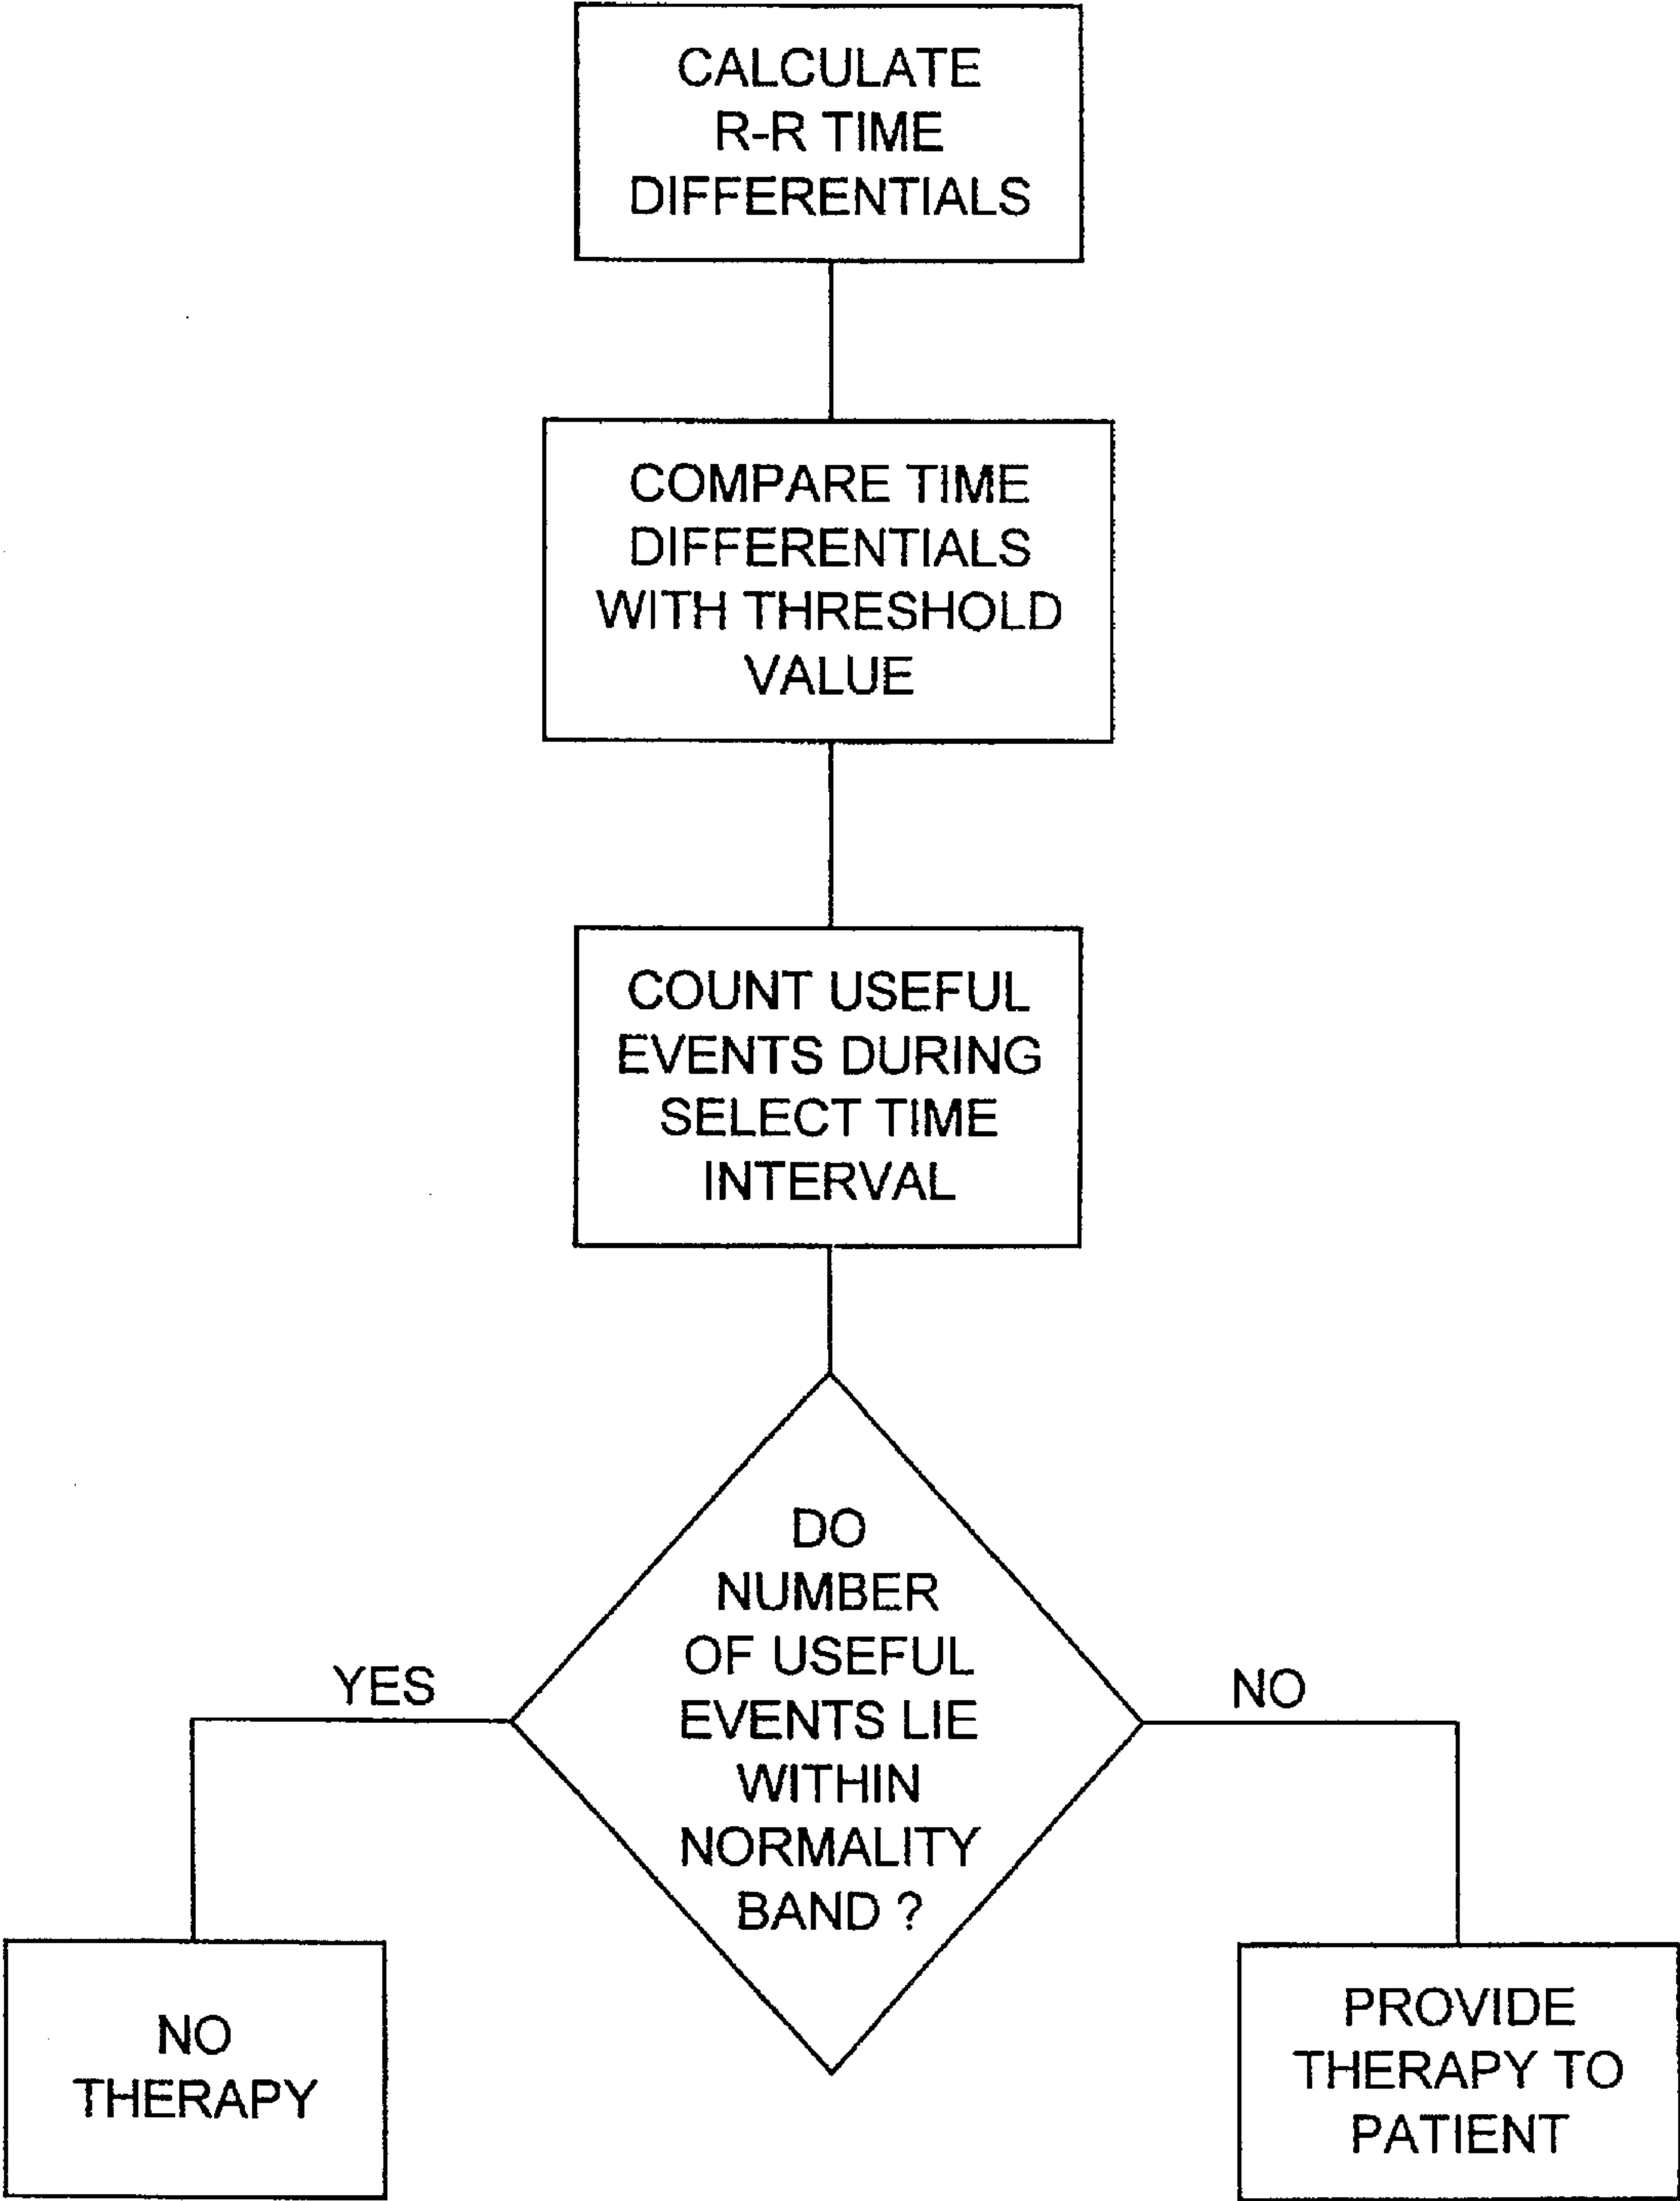 CALCULATE
R-R TIME
DIFFERENTIALS
COMPARE TIME
DIFFERENTIALS
WITH THRESHOLD
VALUE
COUNT USEFUL
EVENTS DURING
SELECT TIME
INTERVAL
DO
NUMBER
OF USEFUL
EVENTS LIE
WITHIN
NORMALITY
BAND ?
YES
NO
NO
THERAPY
PROVIDE
THERAPY TO
PATIENT